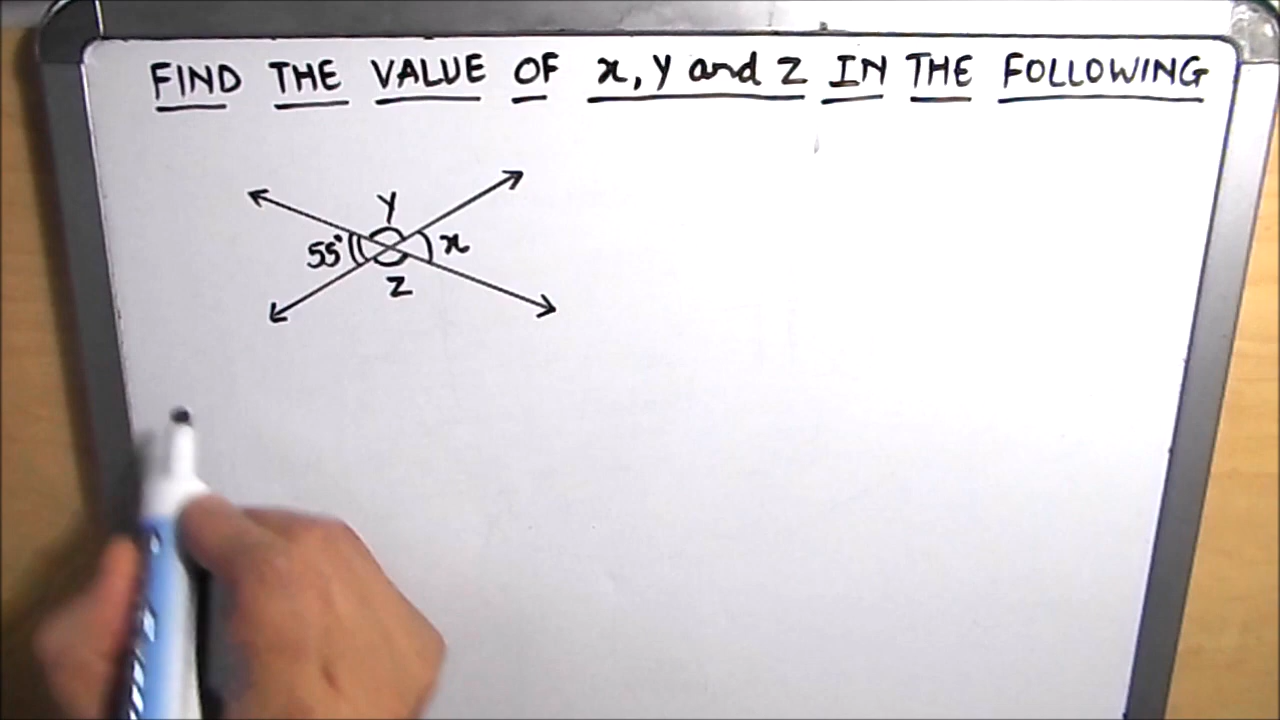 FIND THE VALUE OF x, Y and Z IN THE FOLLOWING
Y
55° x
Z